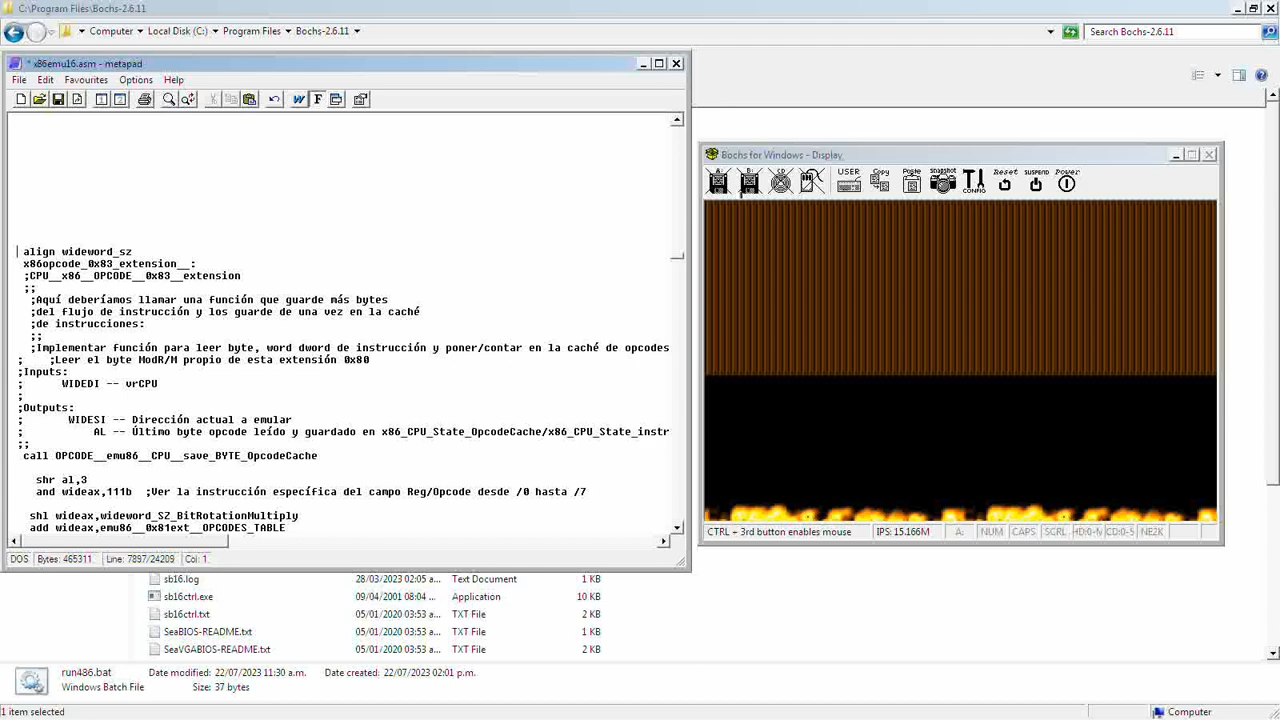 C:\Program Files\Bochs-2.6.11
Computer Local Disk (C:) Program Files Bochs-2.6.11
Search Bochs-2.6.11
* x86emu16.asm - metapad
File Edit Favourites Options Help
align wideword_sz
x86opcode_0x83_extension__:
;CPU__x86__OPCODE__0x83__extension
;;
;Aquí deberíamos llamar una función que guarde más bytes
;del flujo de instrucción y los guarde de una vez en la caché
;de instrucciones:
;;
;Implementar función para leer byte, word dword de instrucción y poner/contar en la caché de opcodes
; ;Leer el byte ModR/M propio de esta extensión 0x80
;Inputs:
; WIDEDI -- vrCPU
;
;Outputs:
; WIDESI -- Dirección actual a emular
; AL -- Último byte opcode leído y guardado en x86_CPU_State_OpcodeCache/x86_CPU_State_instr
;;
call OPCODE__emu86__CPU__save_BYTE_OpcodeCache
shr al,3
and wideax,111b ;Ver la instrucción específica del campo Reg/Opcode desde /0 hasta /7
shl wideax,wideword_SZ_BitRotationMultiply
add wideax,emu86__0x81ext__OPCODES_TABLE
DOS Bytes: 465311 Line: 7897/24209 Col: 1
Bochs for Windows - Display
A: B: CD USER Copy Paste Snapshot CONFIG Reset SUSPEND Power
CTRL + 3rd button enables mouse IPS: 15.166M A: NUM CAPS SCRL HD:0-M CD:0-S NE2K
sb16.log 28/03/2023 02:05 a... Text Document 1 KB
sb16ctrl.exe 09/04/2001 08:04 ... Application 10 KB
sb16ctrl.txt 05/01/2020 03:53 a... TXT File 2 KB
SeaBIOS-README.txt 05/01/2020 03:53 a... TXT File 1 KB
SeaVGABIOS-README.txt 05/01/2020 03:53 a... TXT File 2 KB
run486.bat Date modified: 22/07/2023 11:30 a.m. Date created: 22/07/2023 02:01 p.m.
Windows Batch File Size: 37 bytes
1 item selected
Computer